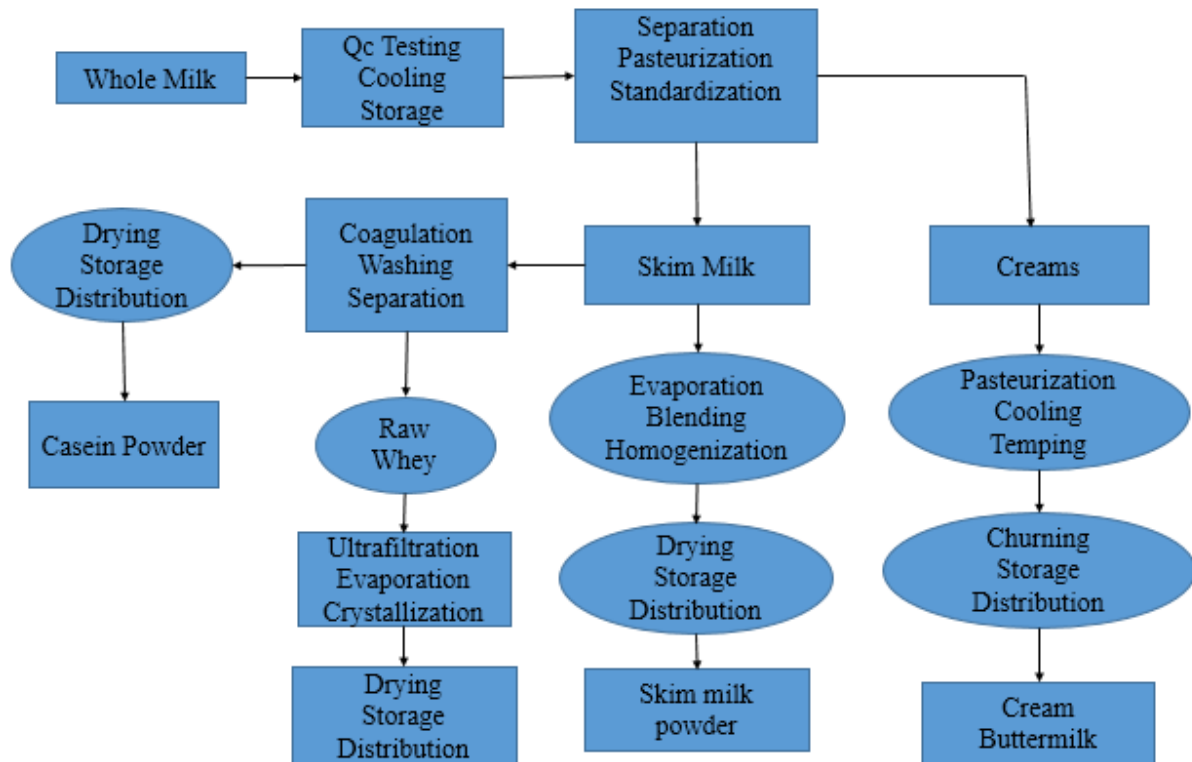 Whole Milk
Qc Testing
Cooling
Storage
Separation
Pasteurization
Standardization
Drying
Storage
Distribution
Coagulation
Washing
Separation
Skim Milk
Creams
Casein Powder
Raw
Whey
Evaporation
Blending
Homogenization
Pasteurization
Cooling
Temping
Ultrafiltration
Evaporation
Crystallization
Drying
Storage
Distribution
Churning
Storage
Distribution
Drying
Storage
Distribution
Skim milk
powder
Cream
Buttermilk